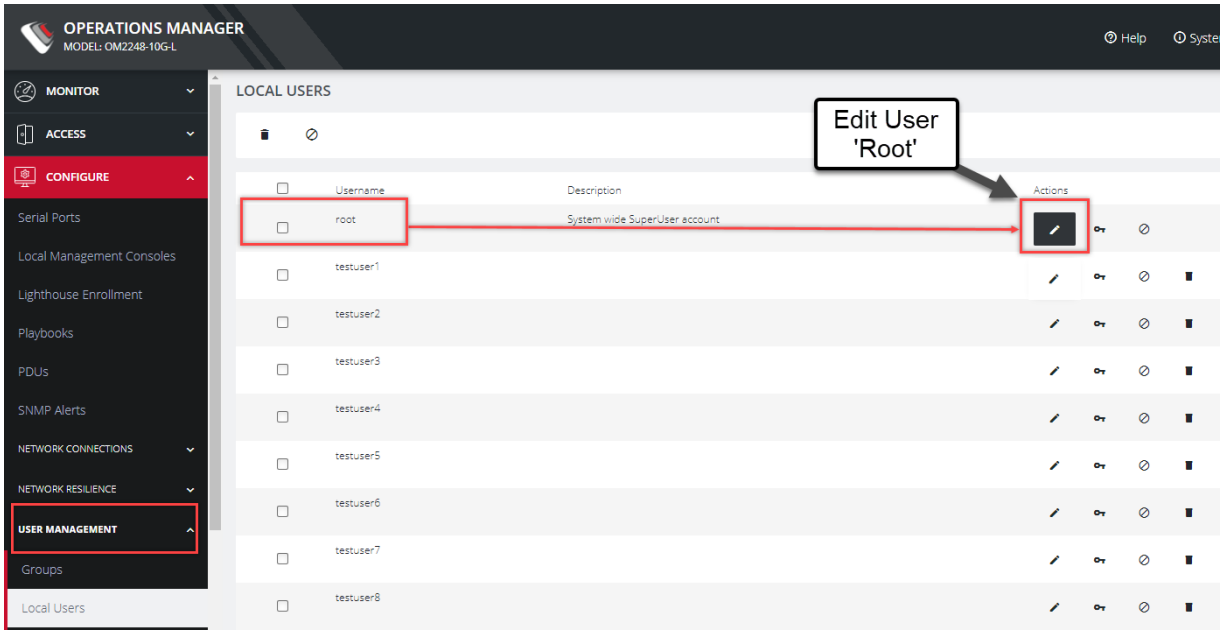 OPERATIONS MANAGER
MODEL: OM2248-10G-L
Help
System
MONITOR
ACCESS
CONFIGURE
Serial Ports
Local Management Consoles
Lighthouse Enrollment
Playbooks
PDUs
SNMP Alerts
NETWORK CONNECTIONS
NETWORK RESILIENCE
USER MANAGEMENT
Groups
Local Users
LOCAL USERS
Edit User
'Root'
Username Description Actions
root System wide SuperUser account
testuser1
testuser2
testuser3
testuser4
testuser5
testuser6
testuser7
testuser8